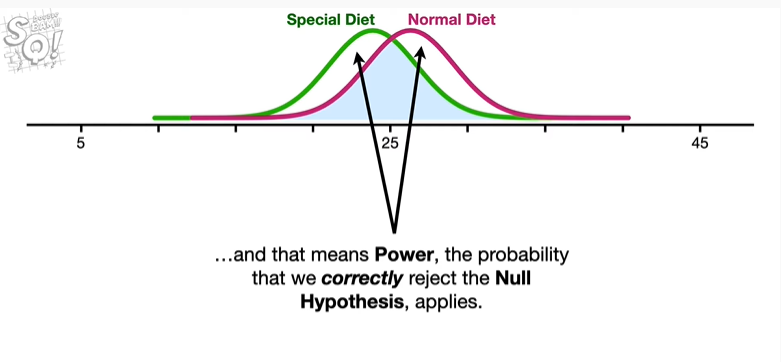 Special Diet Normal Diet
5 25 45
...and that means Power, the probability
that we correctly reject the Null
Hypothesis, applies.